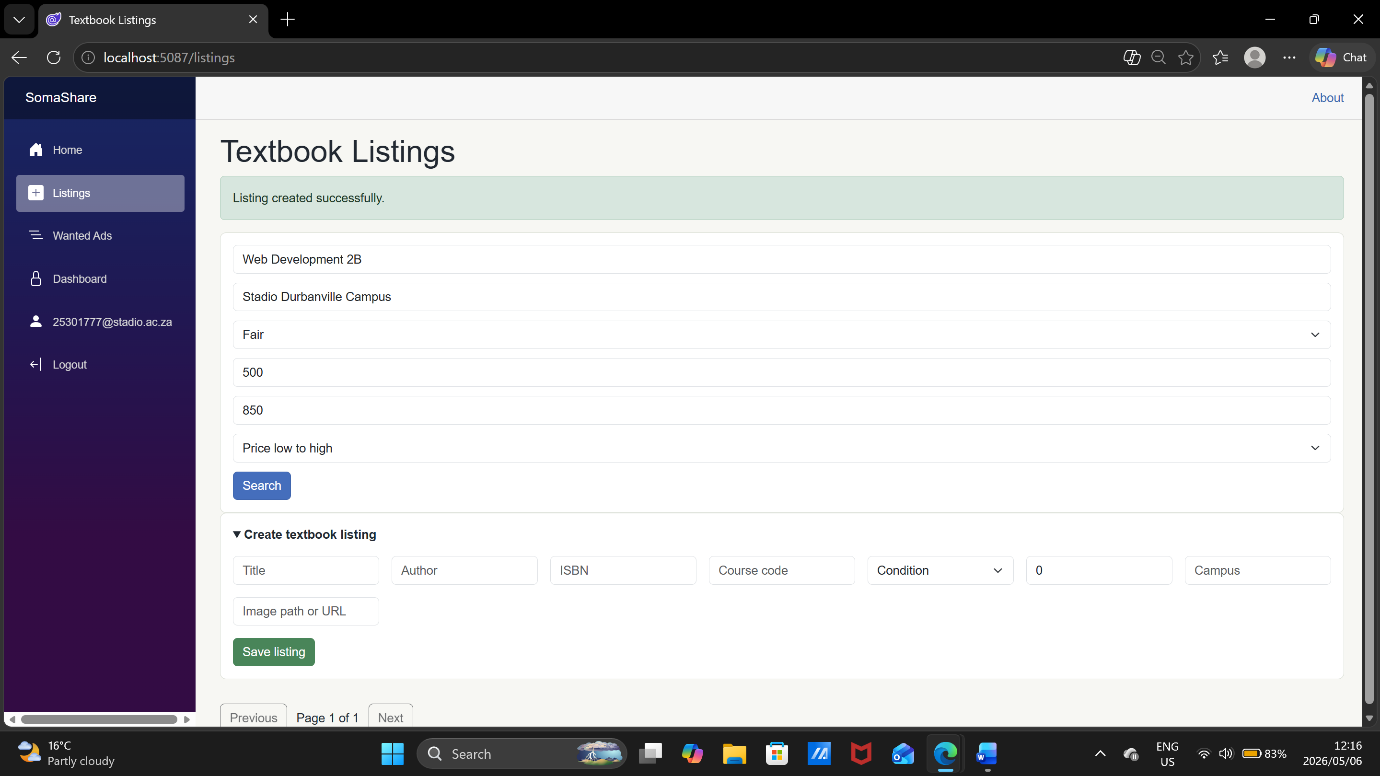 Textbook Listings
localhost:5087/listings
Chat
SomaShare
About
Home
Listings
Wanted Ads
Dashboard
25301777@stadio.ac.za
Logout
Textbook Listings
Listing created successfully.
Web Development 2B
Stadio Durbanville Campus
Fair
500
850
Price low to high
Search
Create textbook listing
Title Author ISBN Course code Condition 0 Campus
Image path or URL
Save listing
Previous Page 1 of 1 Next
16°C
Partly cloudy
Search
ENG
US
83%
12:16
2026/05/06